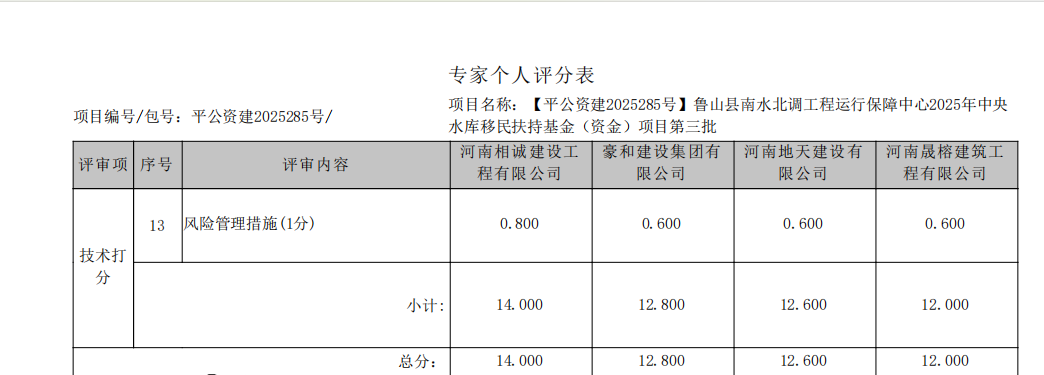 专家个人评分表
项目编号/包号：平公资建2025285号/
项目名称：【平公资建2025285号】鲁山县南水北调工程运行保障中心2025年中央
水库移民扶持基金（资金）项目第三批
评审项 序号 评审内容 河南相诚建设工程有限公司 豪和建设集团有限公司 河南地天建设有限公司 河南晟榕建筑工程有限公司
技术打分 13 风险管理措施(1分) 0.800 0.600 0.600 0.600
小计: 14.000 12.800 12.600 12.000
总分: 14.000 12.800 12.600 12.000